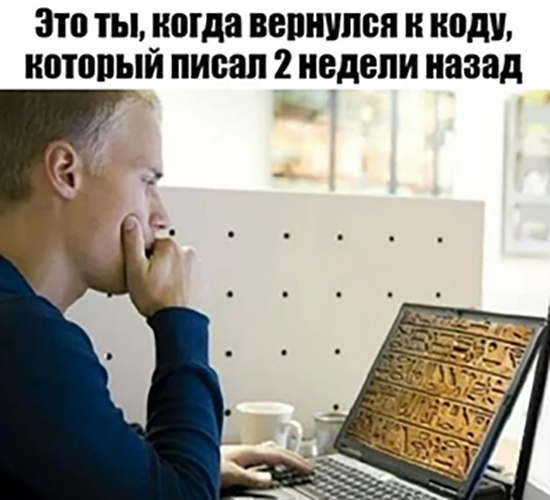 Это ты, когда вернулся к коду,
который писал 2 недели назад